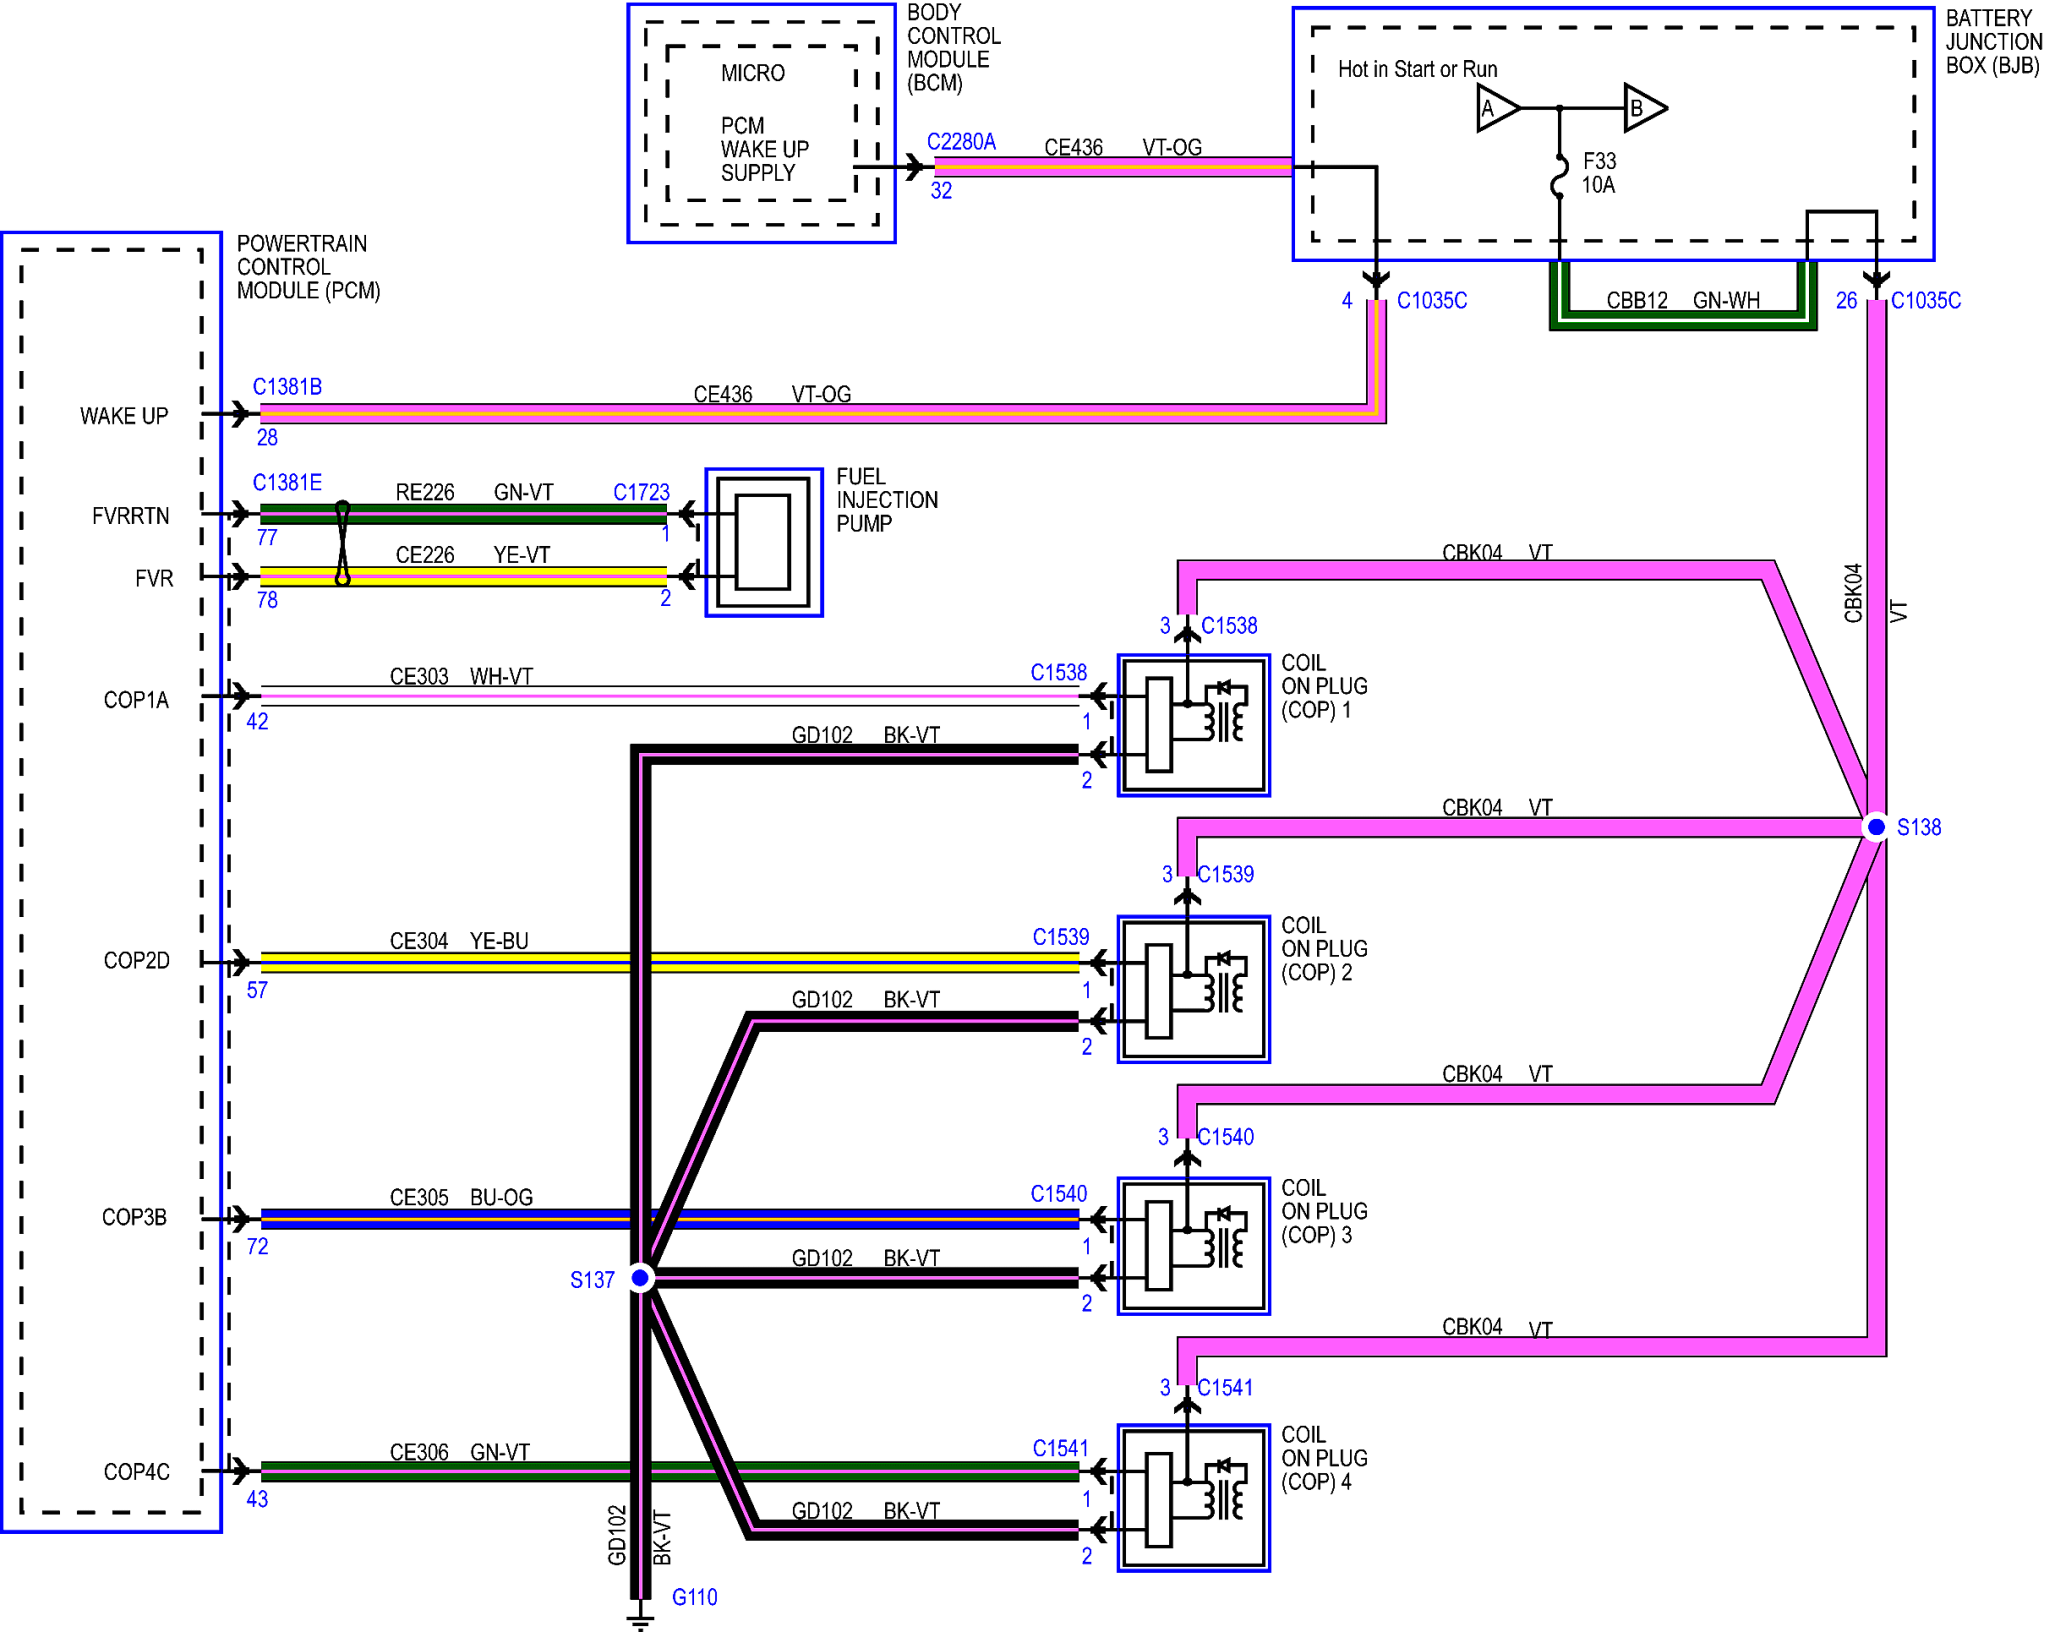 BODY
CONTROL
MODULE
(BCM)
MICRO
PCM
WAKE UP
SUPPLY
C2280A
32
CE436 VT-OG
BATTERY
JUNCTION
BOX (BJB)
Hot in Start or Run
A
B
F33
10A
4 C1035C
CBB12 GN-WH
26 C1035C
POWERTRAIN
CONTROL
MODULE (PCM)
WAKE UP
C1381B
28
CE436 VT-OG
FVRRTN
C1381E
77
RE226 GN-VT
C1723
1
FUEL
INJECTION
PUMP
FVR
78
CE226 YE-VT
2
CBK04 VT
CBK04
VT
3 C1538
COP1A
42
CE303 WH-VT
C1538
1
COIL
ON PLUG
(COP) 1
GD102 BK-VT
2
CBK04 VT
S138
3 C1539
COP2D
57
CE304 YE-BU
C1539
1
COIL
ON PLUG
(COP) 2
GD102 BK-VT
2
CBK04 VT
3 C1540
COP3B
72
CE305 BU-OG
C1540
1
COIL
ON PLUG
(COP) 3
S137
GD102 BK-VT
2
CBK04 VT
3 C1541
COP4C
43
CE306 GN-VT
C1541
1
COIL
ON PLUG
(COP) 4
GD102 BK-VT
2
GD102
BK-VT
G110